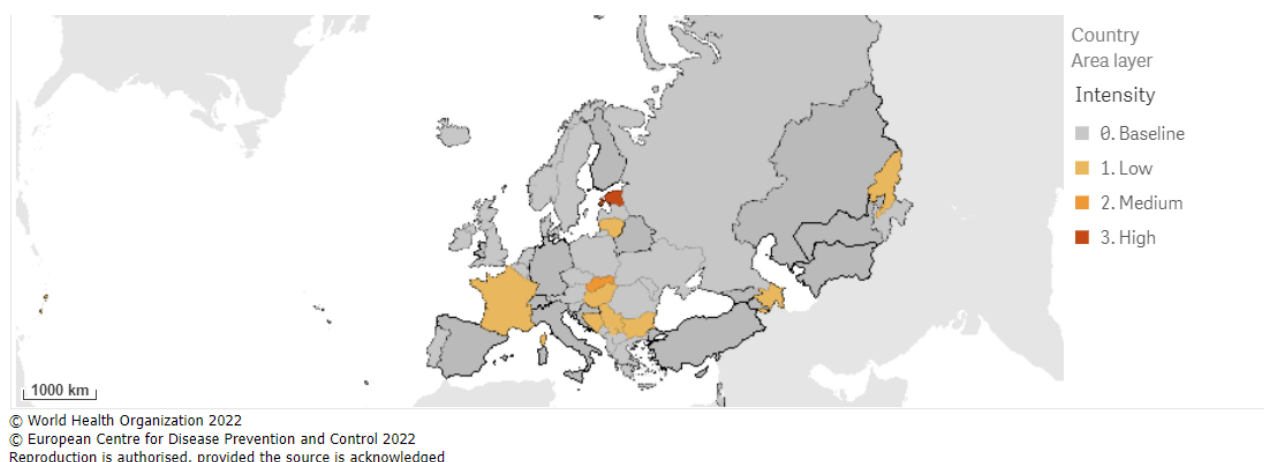 Country
Area layer
Intensity
0. Baseline
1. Low
2. Medium
3. High
1000 km
© World Health Organization 2022
© European Centre for Disease Prevention and Control 2022
Reproduction is authorised, provided the source is acknowledged